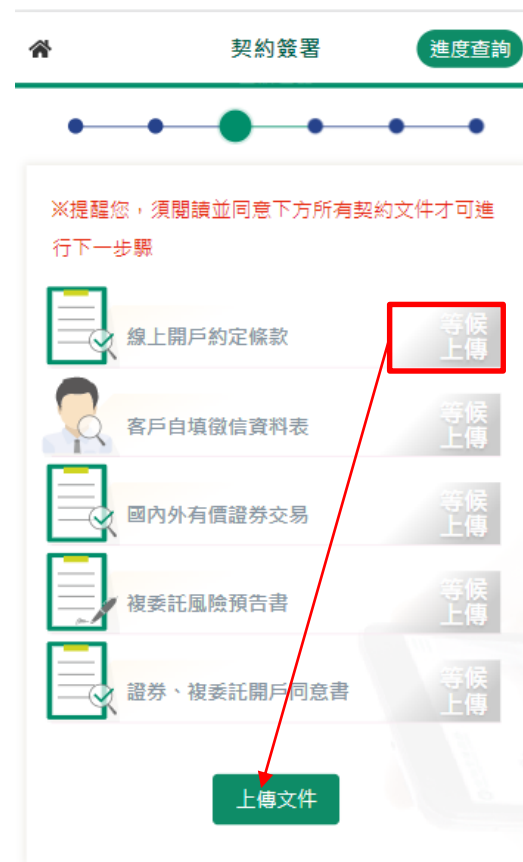 契約簽署
進度查詢
※提醒您，須閱讀並同意下方所有契約文件才可進
行下一步驟
線上開戶約定條款
等候
上傳
客戶自填徵信資料表
等候
上傳
國內外有價證券交易
等候
上傳
複委託風險預告書
等候
上傳
證券、複委託開戶同意書
等候
上傳
上傳文件